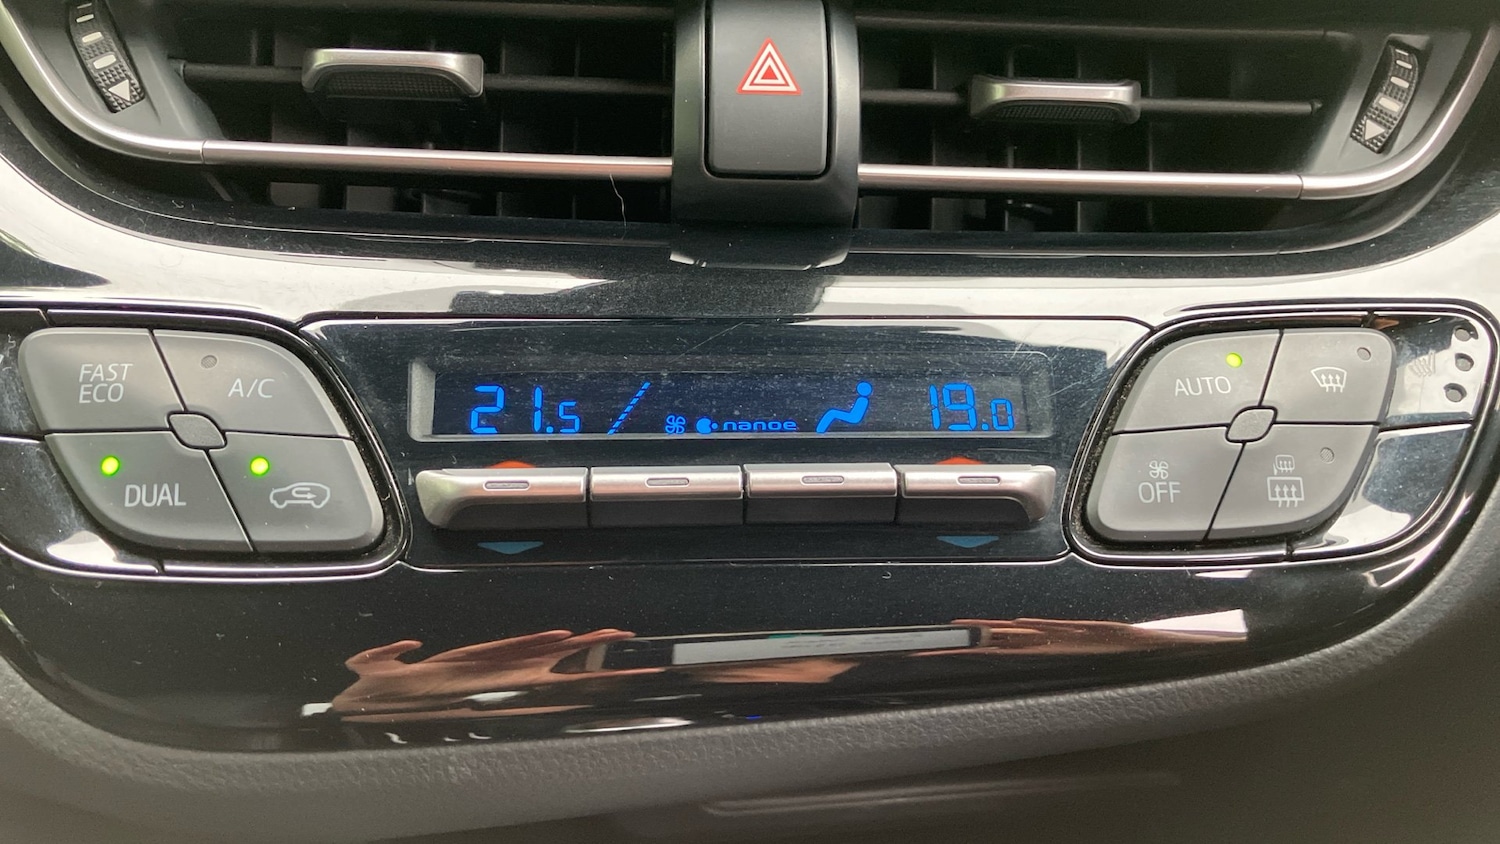 FAST
ECO
A/C
DUAL
21.5
nanoe
19.0
AUTO
OFF